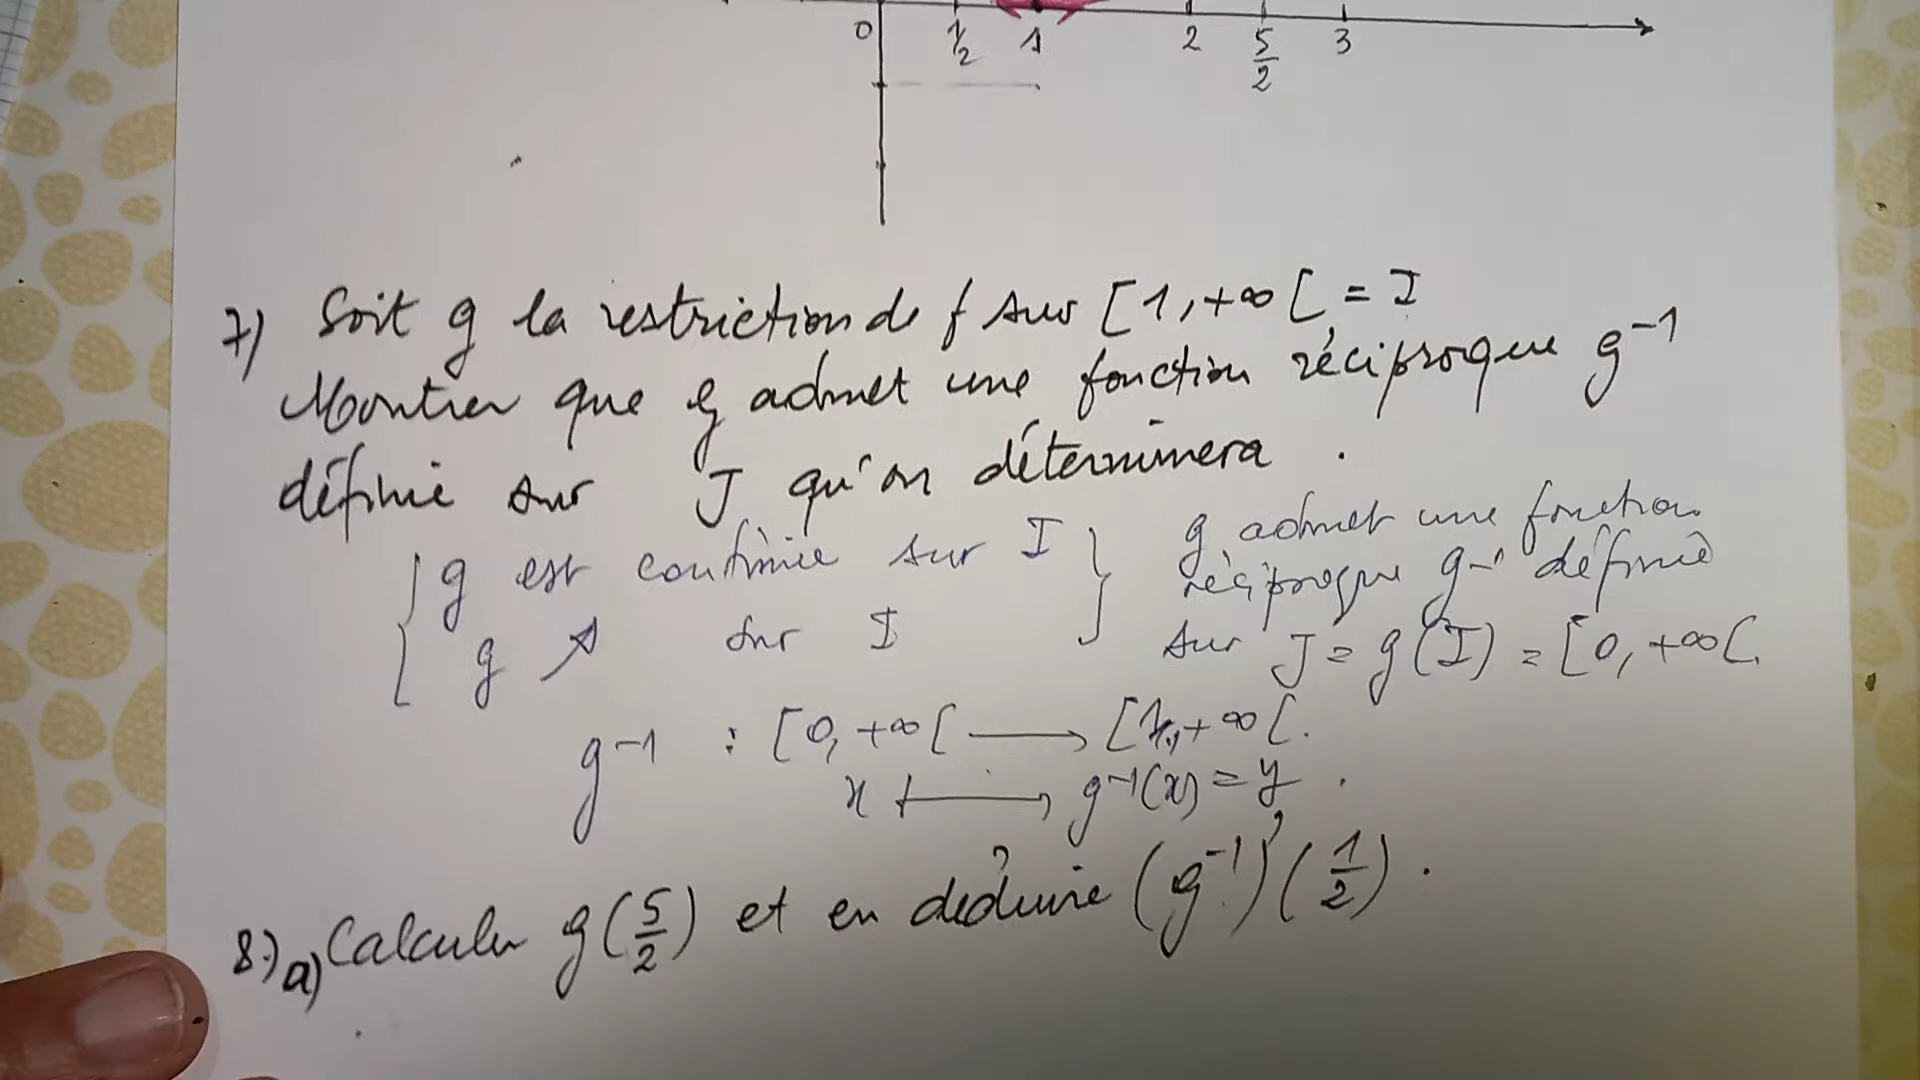 0 1/2 1 2 5/2 3
7) Soit g la restriction de f sur [1, +∞[ = I
Montrer que g admet une fonction réciproque g⁻¹
définie sur J qu'on déterminera .
{ g est continue sur I } g admet une fonction
réciproque g⁻¹ définie
g ↗ sur I
sur J = g(I) = [0, +∞[.
g⁻¹ : [0, +∞[ ⟶ [1, +∞[.
x ⟼ g⁻¹(x) = y .
8) a) Calculer g(5/2) et en déduire (g⁻¹)'(1/2) .